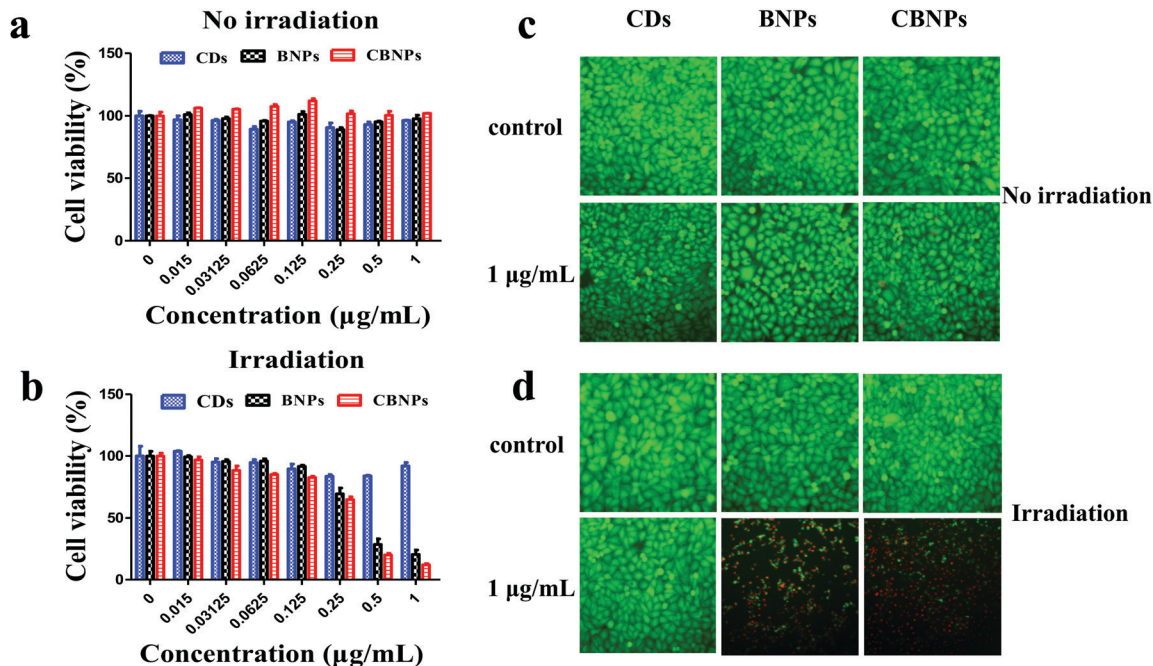 a
No irradiation
CDs BNPs CBNPs
Cell viability (%)
150
100
50
0
0 0.015 0.03125 0.0625 0.125 0.25 0.5 1
Concentration (µg/mL)
b
Irradiation
CDs BNPs CBNPs
Cell viability (%)
150
100
50
0
0 0.015 0.03125 0.0625 0.125 0.25 0.5 1
Concentration (µg/mL)
c
CDs BNPs CBNPs
control
No irradiation
1 µg/mL
d
control
Irradiation
1 µg/mL